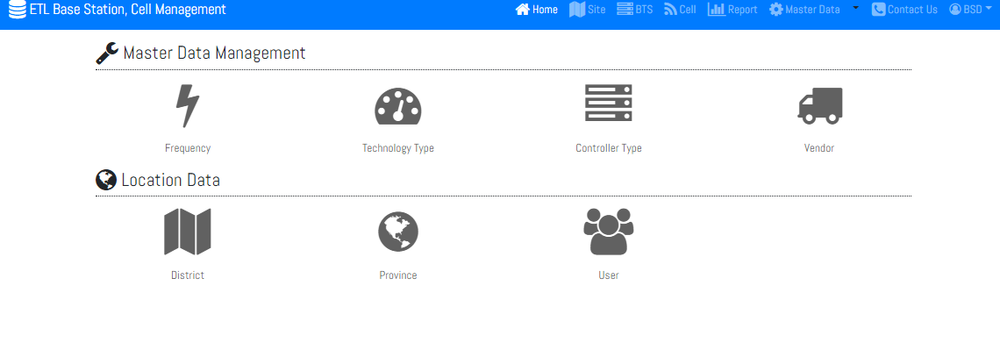 ETL Base Station, Cell Management
Home Site BTS Cell Report Master Data Contact Us BSD
Master Data Management
Frequency Technology Type Controller Type Vendor
Location Data
District Province User